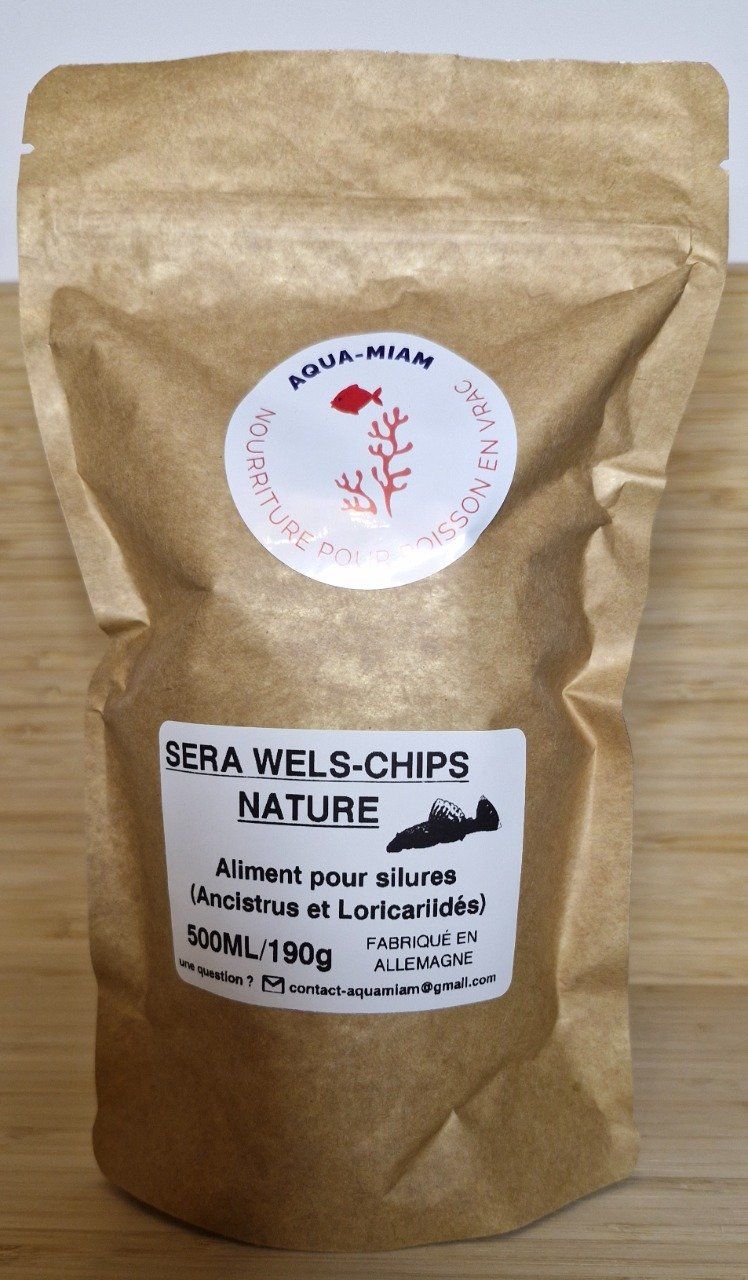 AQUA-MIAM
NOURRITURE POUR POISSON EN VRAC
SERA WELS-CHIPS
NATURE
Aliment pour silures
(Ancistrus et Loricariidés)
500ML/190g
FABRIQUÉ EN
ALLEMAGNE
une question ? contact-aquamiam@gmail.com